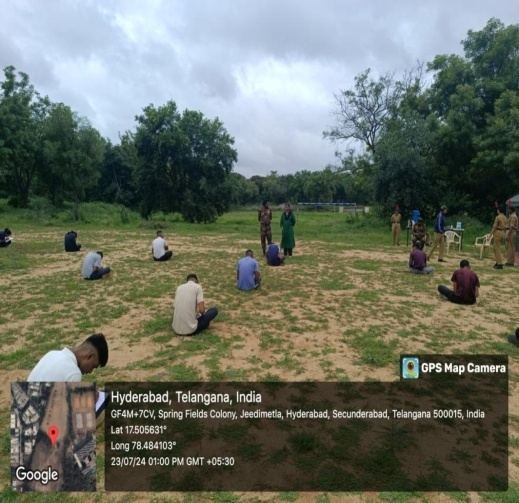 GPS Map Camera
Hyderabad, Telangana, India
GF4M+7CV, Spring Fields Colony, Jeedimetla, Hyderabad, Secunderabad, Telangana 500015, India
Lat 17.505631°
Long 78.484103°
23/07/24 01:00 PM GMT +05:30
Google